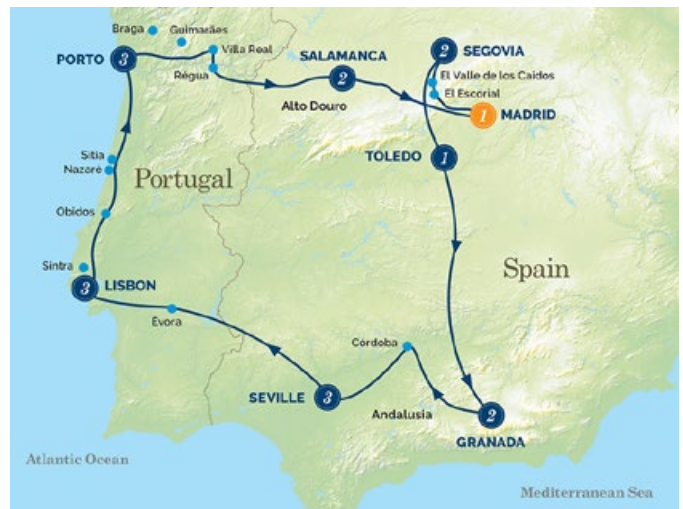 Braga
Guimarães
Villa Real
PORTO
3
Régua
SALAMANCA
2
2
SEGOVIA
El Valle de los Caidos
El Escorial
Alto Douro
1
MADRID
TOLEDO
1
Sitia
Nazaré
Portugal
Obidos
Sintra
3
LISBON
Spain
Évora
Cordoba
SEVILLE
3
Andalusia
2
GRANADA
Atlantic Ocean
Mediterranean Sea